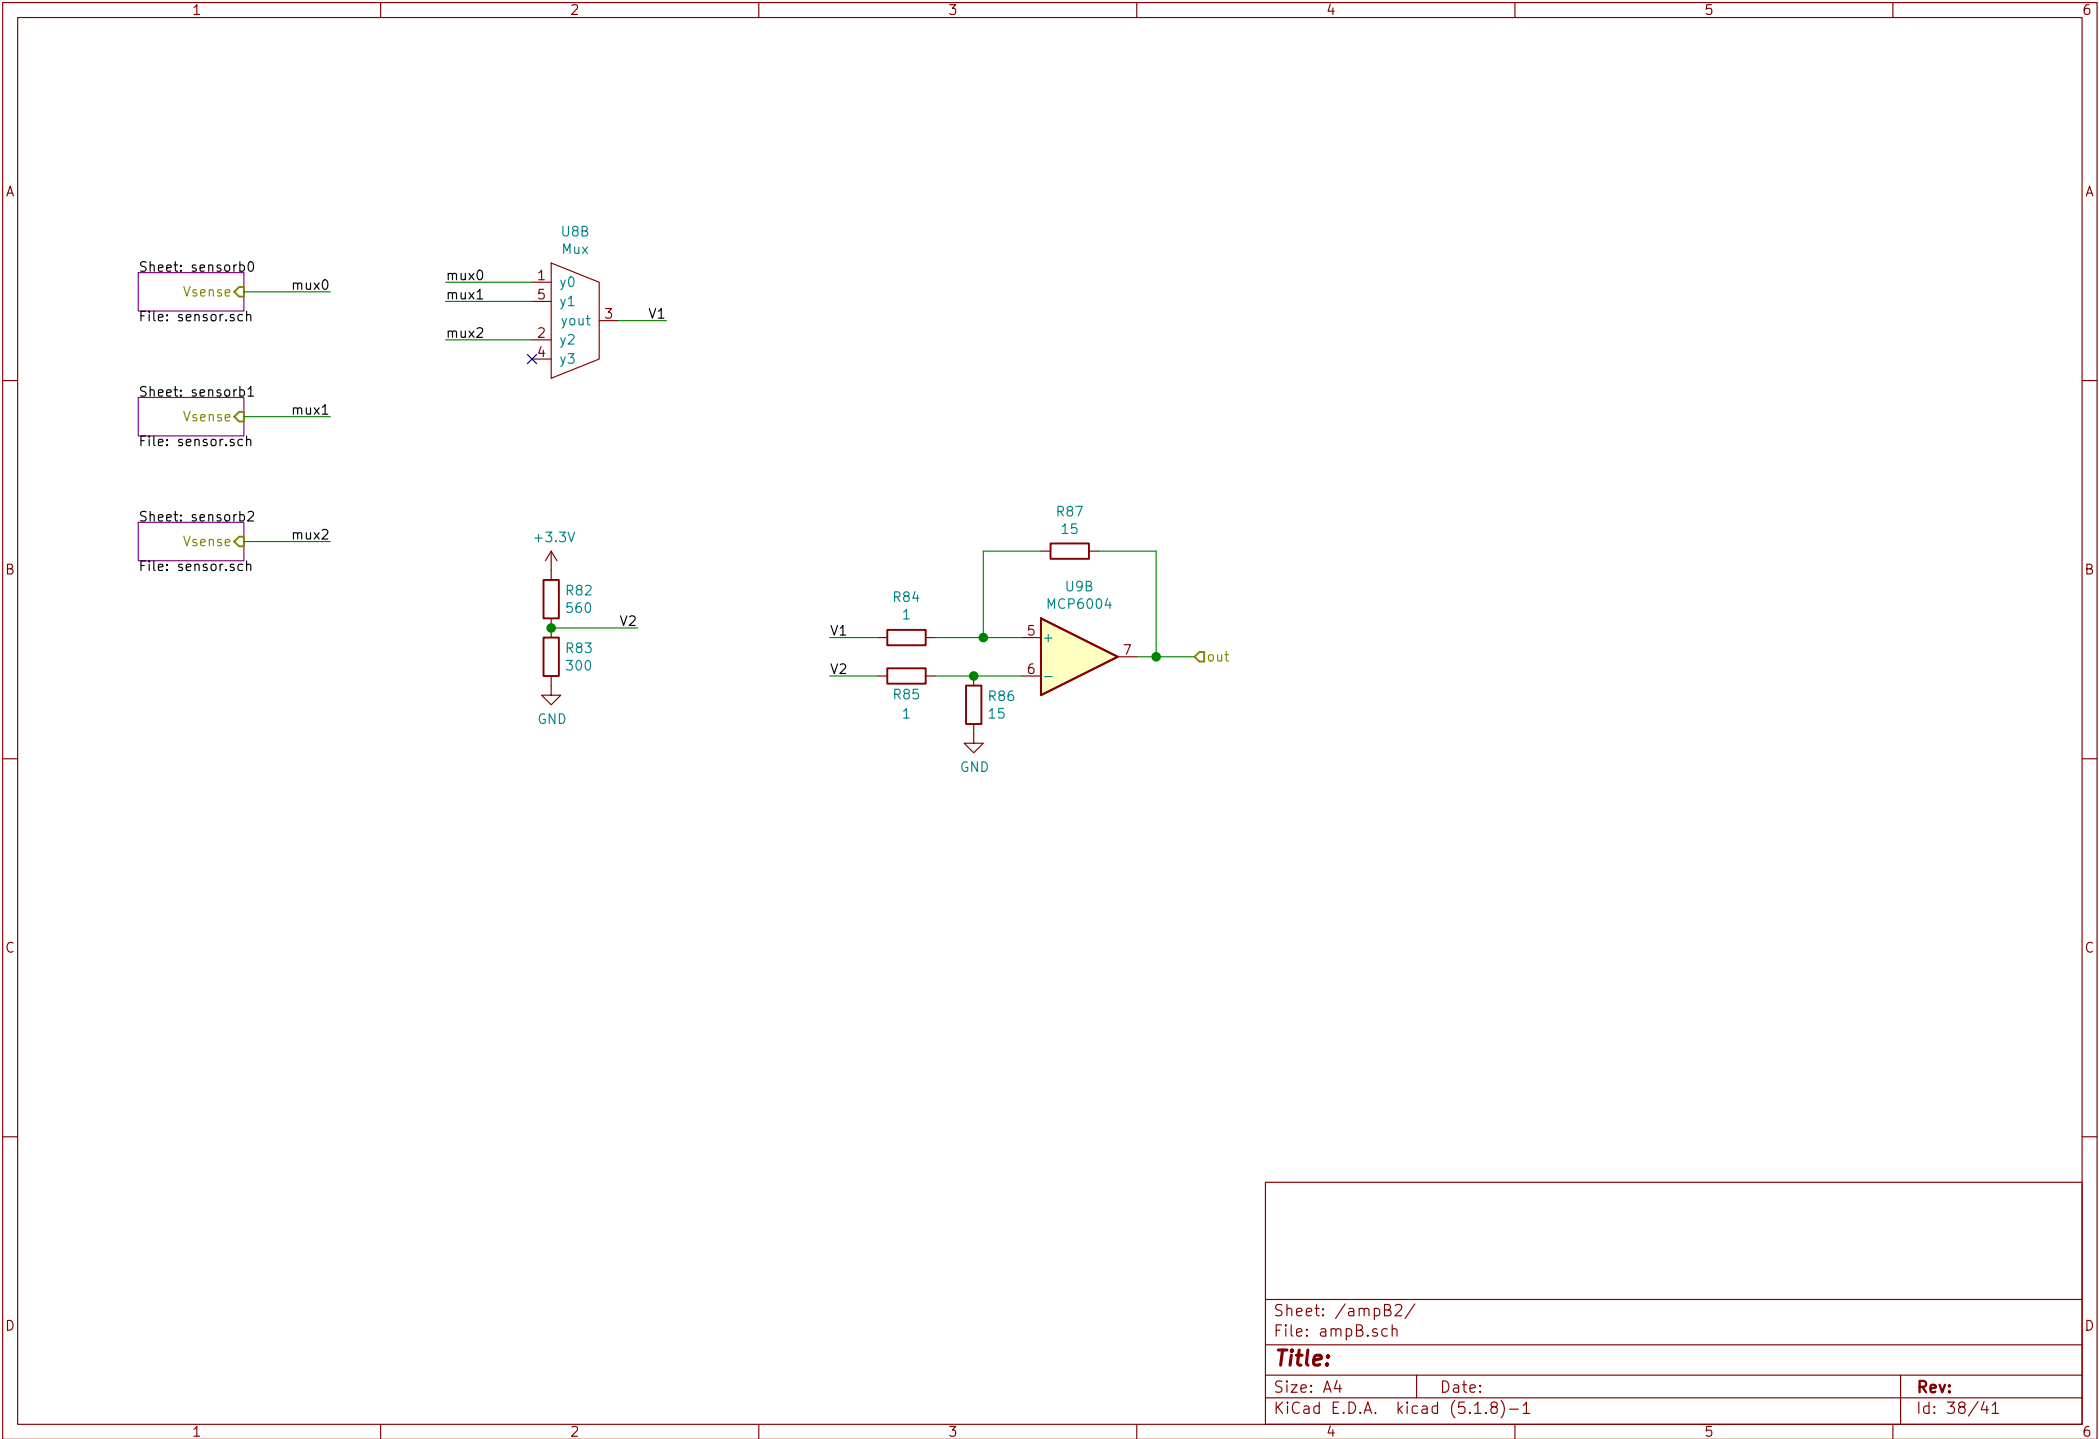 1 2 3 4 5 6
A A
B B
C C
D D
Sheet: sensorb0
Vsense
mux0
File: sensor.sch
Sheet: sensorb1
Vsense
mux1
File: sensor.sch
Sheet: sensorb2
Vsense
mux2
File: sensor.sch
U8B
Mux
mux0 1 y0
mux1 5 y1
yout 3 V1
mux2 2 y2
4 y3
+3.3V
R82
560
V2
R83
300
GND
R87
15
U9B
MCP6004
R84
1
V1 5 +
7 out
V2 6 −
R85
1
R86
15
GND
Sheet: /ampB2/
File: ampB.sch
Title:
Size: A4 Date: Rev:
KiCad E.D.A. kicad (5.1.8)-1 Id: 38/41
1 2 3 4 5 6